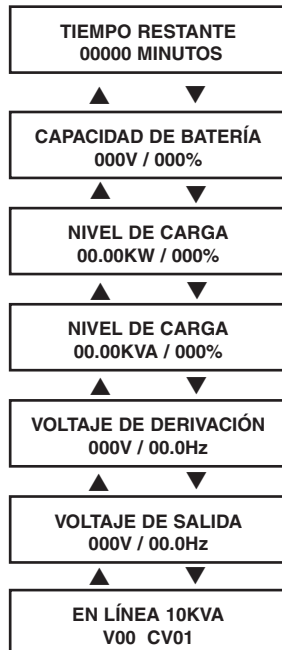 TIEMPO RESTANTE
00000 MINUTOS
CAPACIDAD DE BATERÍA
000V / 000%
NIVEL DE CARGA
00.00KW / 000%
NIVEL DE CARGA
00.00KVA / 000%
VOLTAJE DE DERIVACIÓN
000V / 00.0Hz
VOLTAJE DE SALIDA
000V / 00.0Hz
EN LÍNEA 10KVA
V00 CV01